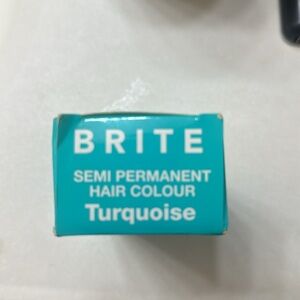 BRITE
SEMI PERMANENT
HAIR COLOUR
Turquoise